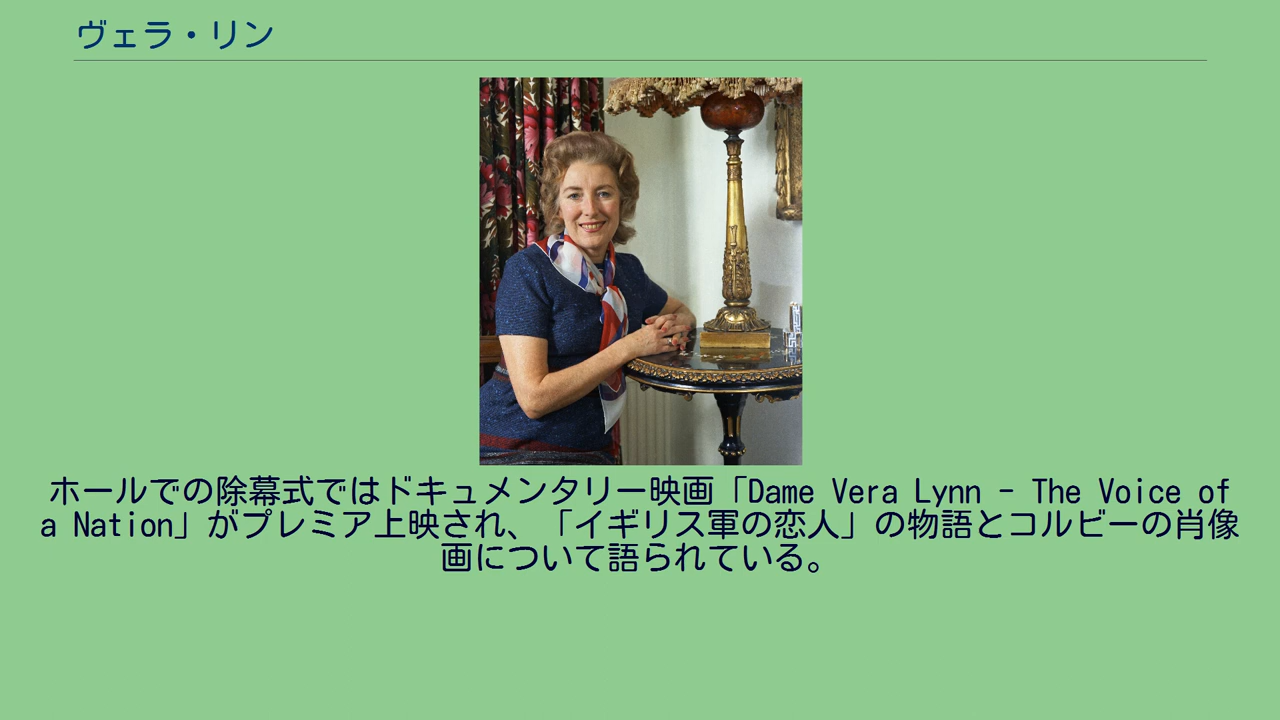 ヴェラ・リン
ホールでの除幕式ではドキュメンタリー映画「Dame Vera Lynn - The Voice of
a Nation」がプレミア上映され、「イギリス軍の恋人」の物語とコルビーの肖像
画について語られている。